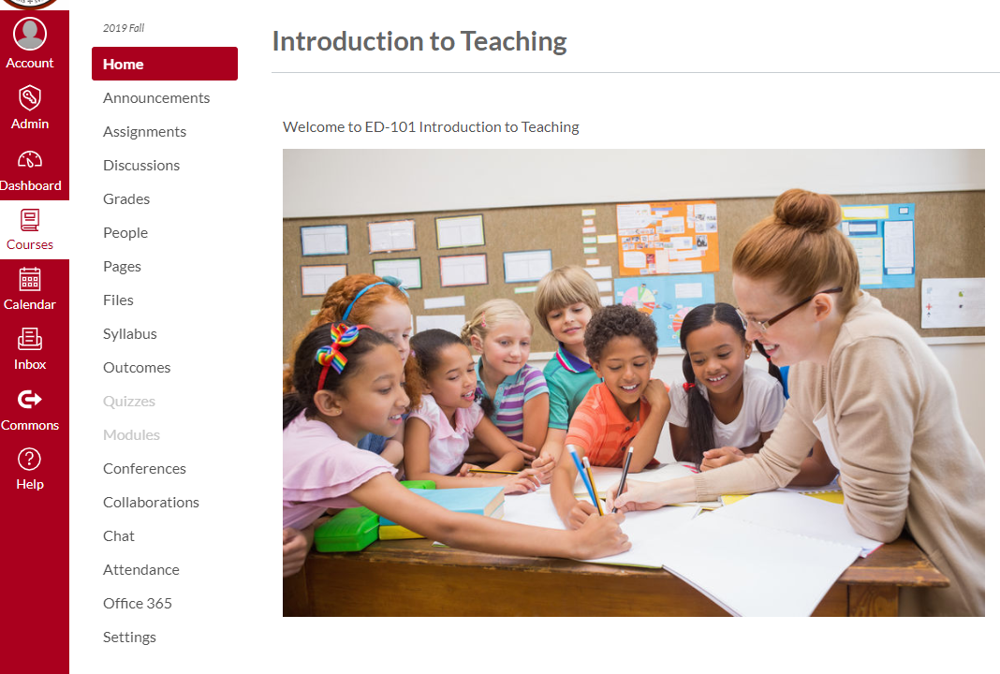 Account
Admin
Dashboard
Courses
Calendar
Inbox
Commons
Help
2019 Fall
Home
Announcements
Assignments
Discussions
Grades
People
Pages
Files
Syllabus
Outcomes
Quizzes
Modules
Conferences
Collaborations
Chat
Attendance
Office 365
Settings
Introduction to Teaching
Welcome to ED-101 Introduction to Teaching